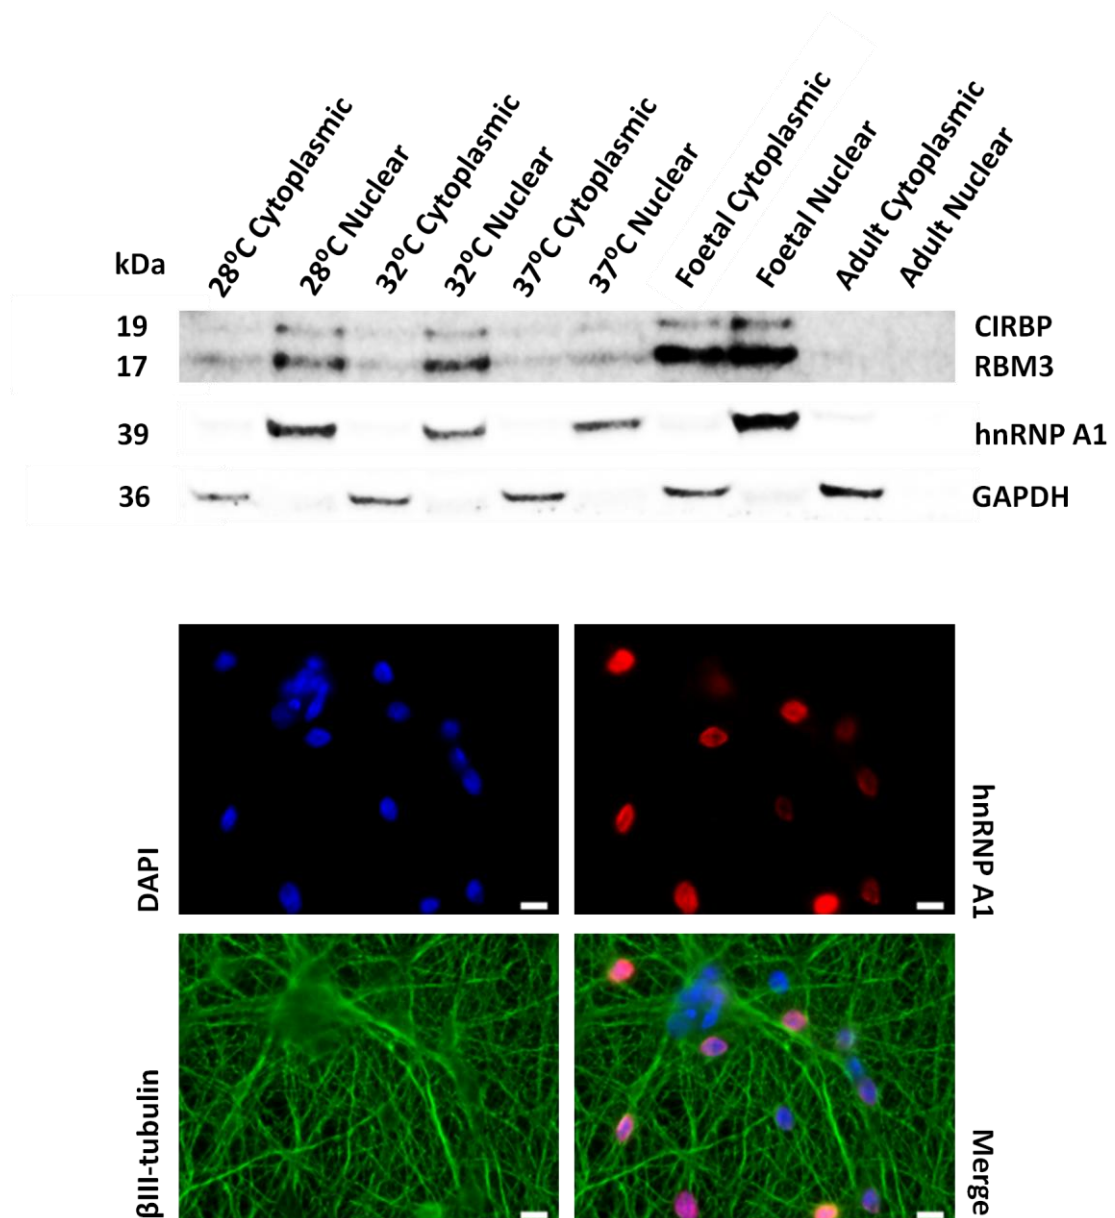 28⁰C Cytoplasmic
28⁰C Nuclear
32⁰C Cytoplasmic
32⁰C Nuclear
37⁰C Cytoplasmic
37⁰C Nuclear
Foetal Cytoplasmic
Foetal Nuclear
Adult Cytoplasmic
Adult Nuclear
kDa
19
CIRBP
17
RBM3
39
hnRNP A1
36
GAPDH
DAPI
hnRNP A1
βIII-tubulin
Merge